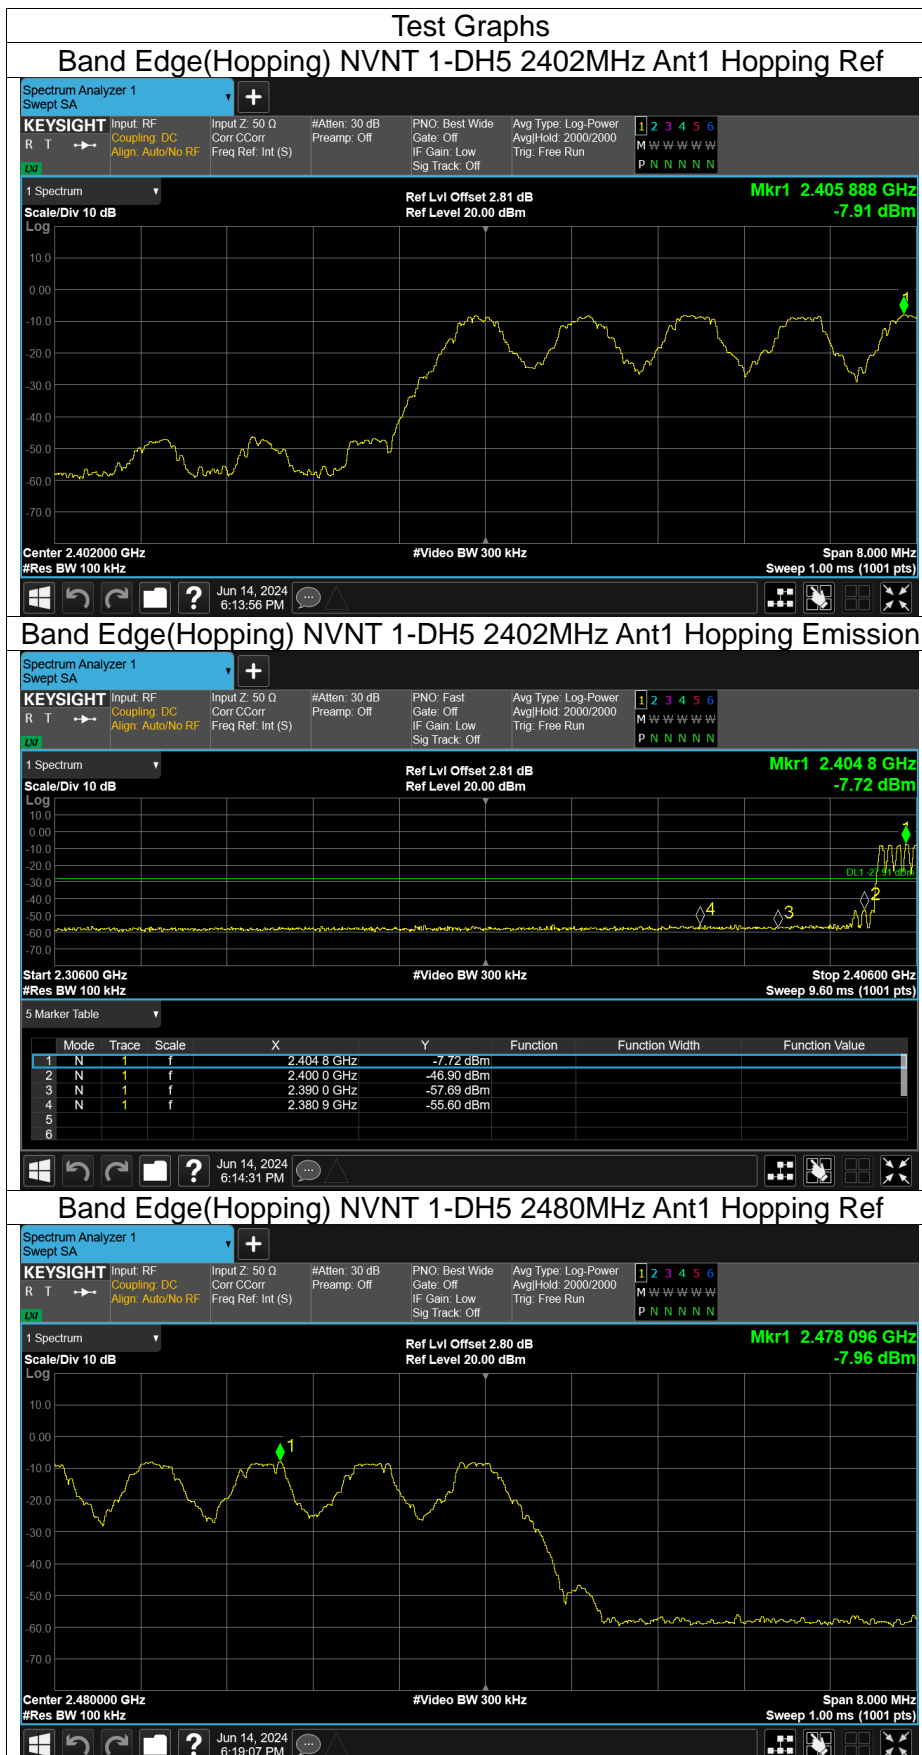 Test Graphs
Band Edge(Hopping) NVNT 1-DH5 2402MHz Ant1 Hopping Ref
Spectrum Analyzer 1
Swept SA
KEYSIGHT Input: RF Input Z: 50 Ω #Atten: 30 dB PNO: Best Wide Avg Type: Log-Power 1 2 3 4 5 6
R T Coupling: DC Corr CCorr Preamp: Off Gate: Off Avg|Hold: 2000/2000 M W W W W W
Align: Auto/No RF Freq Ref: Int (S) IF Gain: Low Trig: Free Run
LXI Sig Track: Off P N N N N N
1 Spectrum Ref Lvl Offset 2.81 dB Mkr1 2.405 888 GHz
Scale/Div 10 dB Ref Level 20.00 dBm -7.91 dBm
Log
10.0
0.00
1
-10.0
-20.0
-30.0
-40.0
-50.0
-60.0
-70.0
Center 2.402000 GHz #Video BW 300 kHz Span 8.000 MHz
#Res BW 100 kHz Sweep 1.00 ms (1001 pts)
? Jun 14, 2024
6:13:56 PM
Band Edge(Hopping) NVNT 1-DH5 2402MHz Ant1 Hopping Emission
Spectrum Analyzer 1
Swept SA
KEYSIGHT Input: RF Input Z: 50 Ω #Atten: 30 dB PNO: Fast Avg Type: Log-Power 1 2 3 4 5 6
R T Coupling: DC Corr CCorr Preamp: Off Gate: Off Avg|Hold: 2000/2000 M W W W W W
Align: Auto/No RF Freq Ref: Int (S) IF Gain: Low Trig: Free Run
LXI Sig Track: Off P N N N N N
1 Spectrum Ref Lvl Offset 2.81 dB Mkr1 2.404 8 GHz
Scale/Div 10 dB Ref Level 20.00 dBm -7.72 dBm
Log
10.0
0.00
1
-10.0
-20.0
DL1 -27.91 dBm
-30.0
-40.0
2
4
3
-50.0
-60.0
-70.0
Start 2.30600 GHz #Video BW 300 kHz Stop 2.40600 GHz
#Res BW 100 kHz Sweep 9.60 ms (1001 pts)
5 Marker Table
Mode Trace Scale X Y Function Function Width Function Value
1 N 1 f 2.404 8 GHz -7.72 dBm
2 N 1 f 2.400 0 GHz -46.90 dBm
3 N 1 f 2.390 0 GHz -57.69 dBm
4 N 1 f 2.380 9 GHz -55.60 dBm
5
6
? Jun 14, 2024
6:14:31 PM
Band Edge(Hopping) NVNT 1-DH5 2480MHz Ant1 Hopping Ref
Spectrum Analyzer 1
Swept SA
KEYSIGHT Input: RF Input Z: 50 Ω #Atten: 30 dB PNO: Best Wide Avg Type: Log-Power 1 2 3 4 5 6
R T Coupling: DC Corr CCorr Preamp: Off Gate: Off Avg|Hold: 2000/2000 M W W W W W
Align: Auto/No RF Freq Ref: Int (S) IF Gain: Low Trig: Free Run
LXI Sig Track: Off P N N N N N
1 Spectrum Ref Lvl Offset 2.80 dB Mkr1 2.478 096 GHz
Scale/Div 10 dB Ref Level 20.00 dBm -7.96 dBm
Log
10.0
0.00
1
-10.0
-20.0
-30.0
-40.0
-50.0
-60.0
-70.0
Center 2.480000 GHz #Video BW 300 kHz Span 8.000 MHz
#Res BW 100 kHz Sweep 1.00 ms (1001 pts)
? Jun 14, 2024
6:19:07 PM